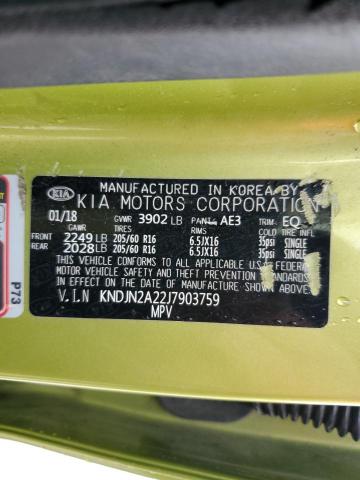 MANUFACTURED IN KOREA BY
KIA KIA MOTORS CORPORATION
01/18 GVWR 3902 LB PAINT AE3 TRIM EQ
GAWR TIRES RIMS COLD TIRE INFL
FRONT 2249 LB 205/60 R16 6.5JX16 35psi SINGLE
REAR 2028 LB 205/60 R16 6.5JX16 35psi SINGLE
THIS VEHICLE CONFORMS TO ALL APPLICABLE U.S. FEDERAL
MOTOR VEHICLE SAFETY AND THEFT PREVENTION STANDARDS
IN EFFECT ON THE DATE OF MANUFACTURE SHOWN ABOVE.
V.I.N KNDJN2A22J7903759
MPV
P73